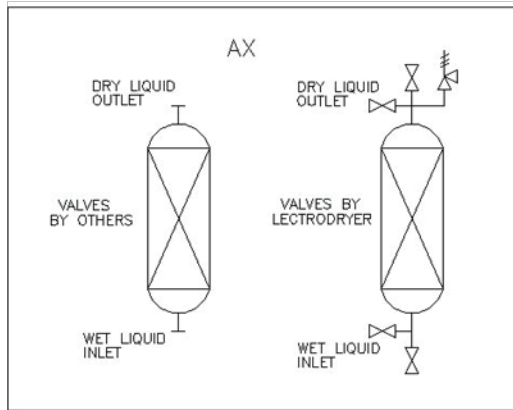 AX
DRY LIQUID
OUTLET
DRY LIQUID
OUTLET
VALVES
BY OTHERS
VALVES BY
LECTRODRYER
WET LIQUID
INLET
WET LIQUID
INLET